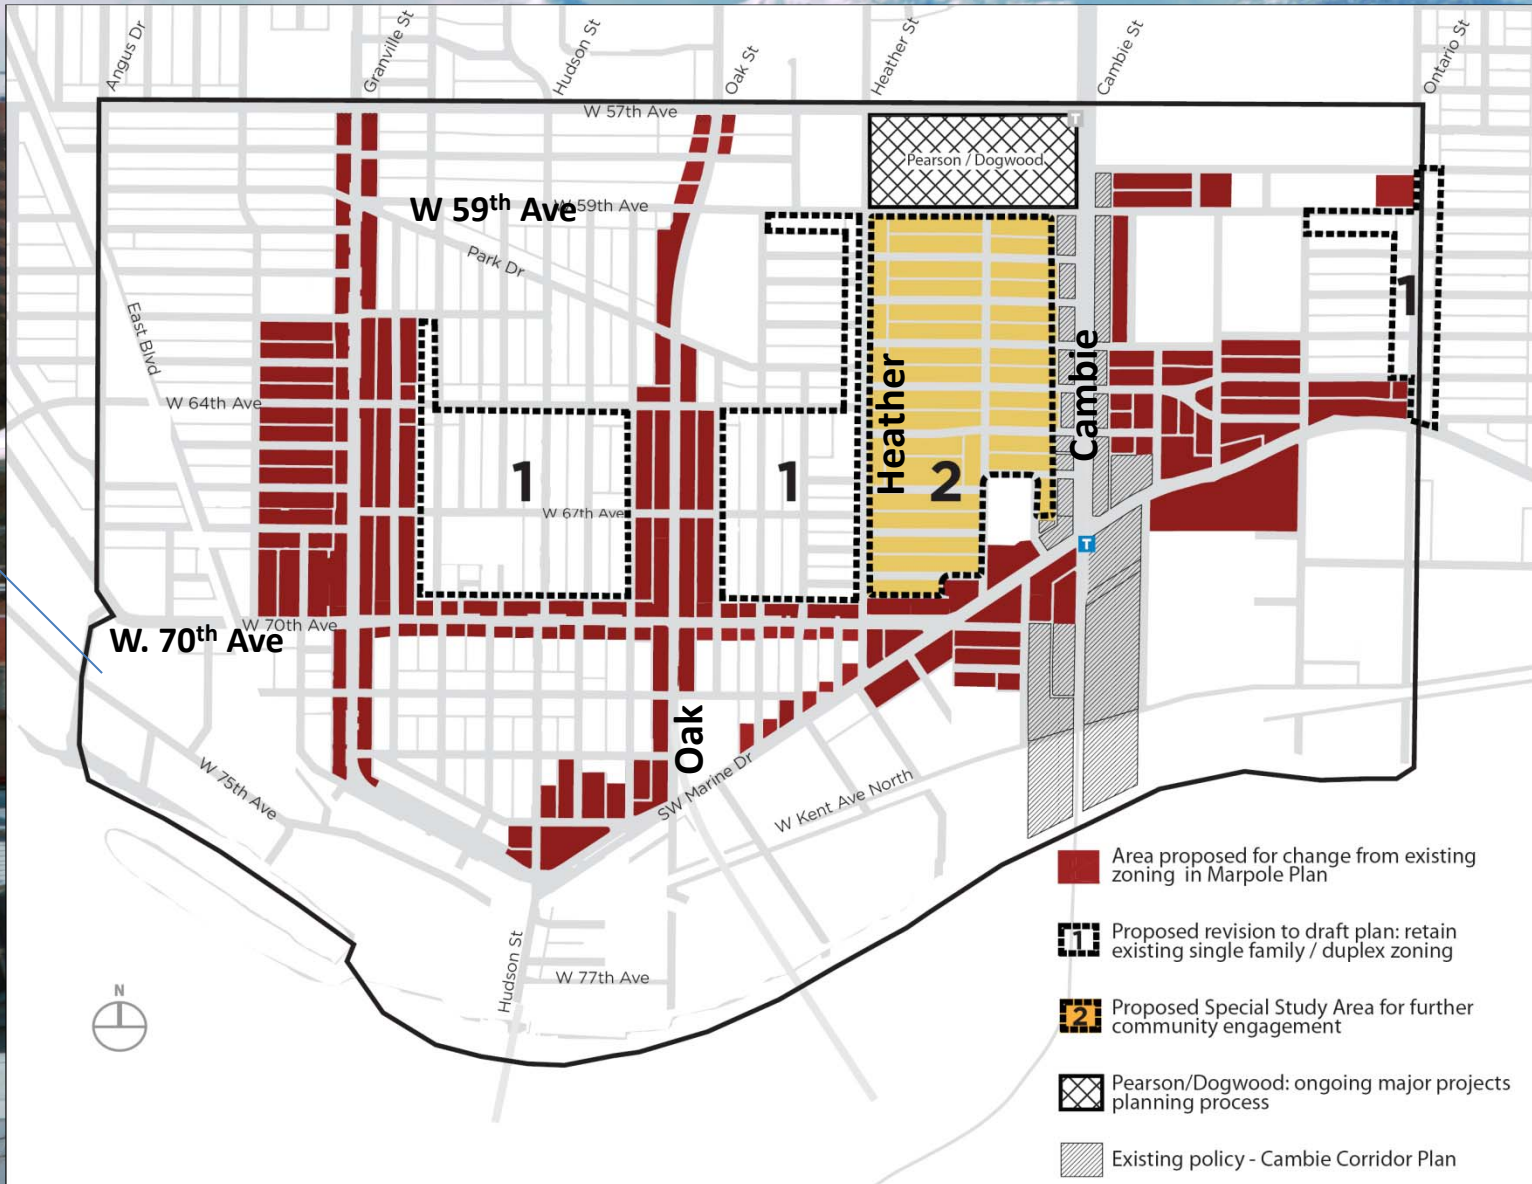 Angus Dr
Granville St
Hudson St
Oak St
Heather St
Cambie St
Ontario St
W 57th Ave
T
Pearson / Dogwood
W 59th Ave
W 59th Ave
Park Dr
East Blvd
1
Heather
Cambie
W 64th Ave
1
1
2
W 67th Ave
T
W 70th Ave
W. 70th Ave
Oak
SW Marine Dr
W 75th Ave
W Kent Ave North
Hudson St
W 77th Ave
N
Area proposed for change from existing
zoning in Marpole Plan
1
Proposed revision to draft plan: retain
existing single family / duplex zoning
2
Proposed Special Study Area for further
community engagement
Pearson/Dogwood: ongoing major projects
planning process
Existing policy - Cambie Corridor Plan